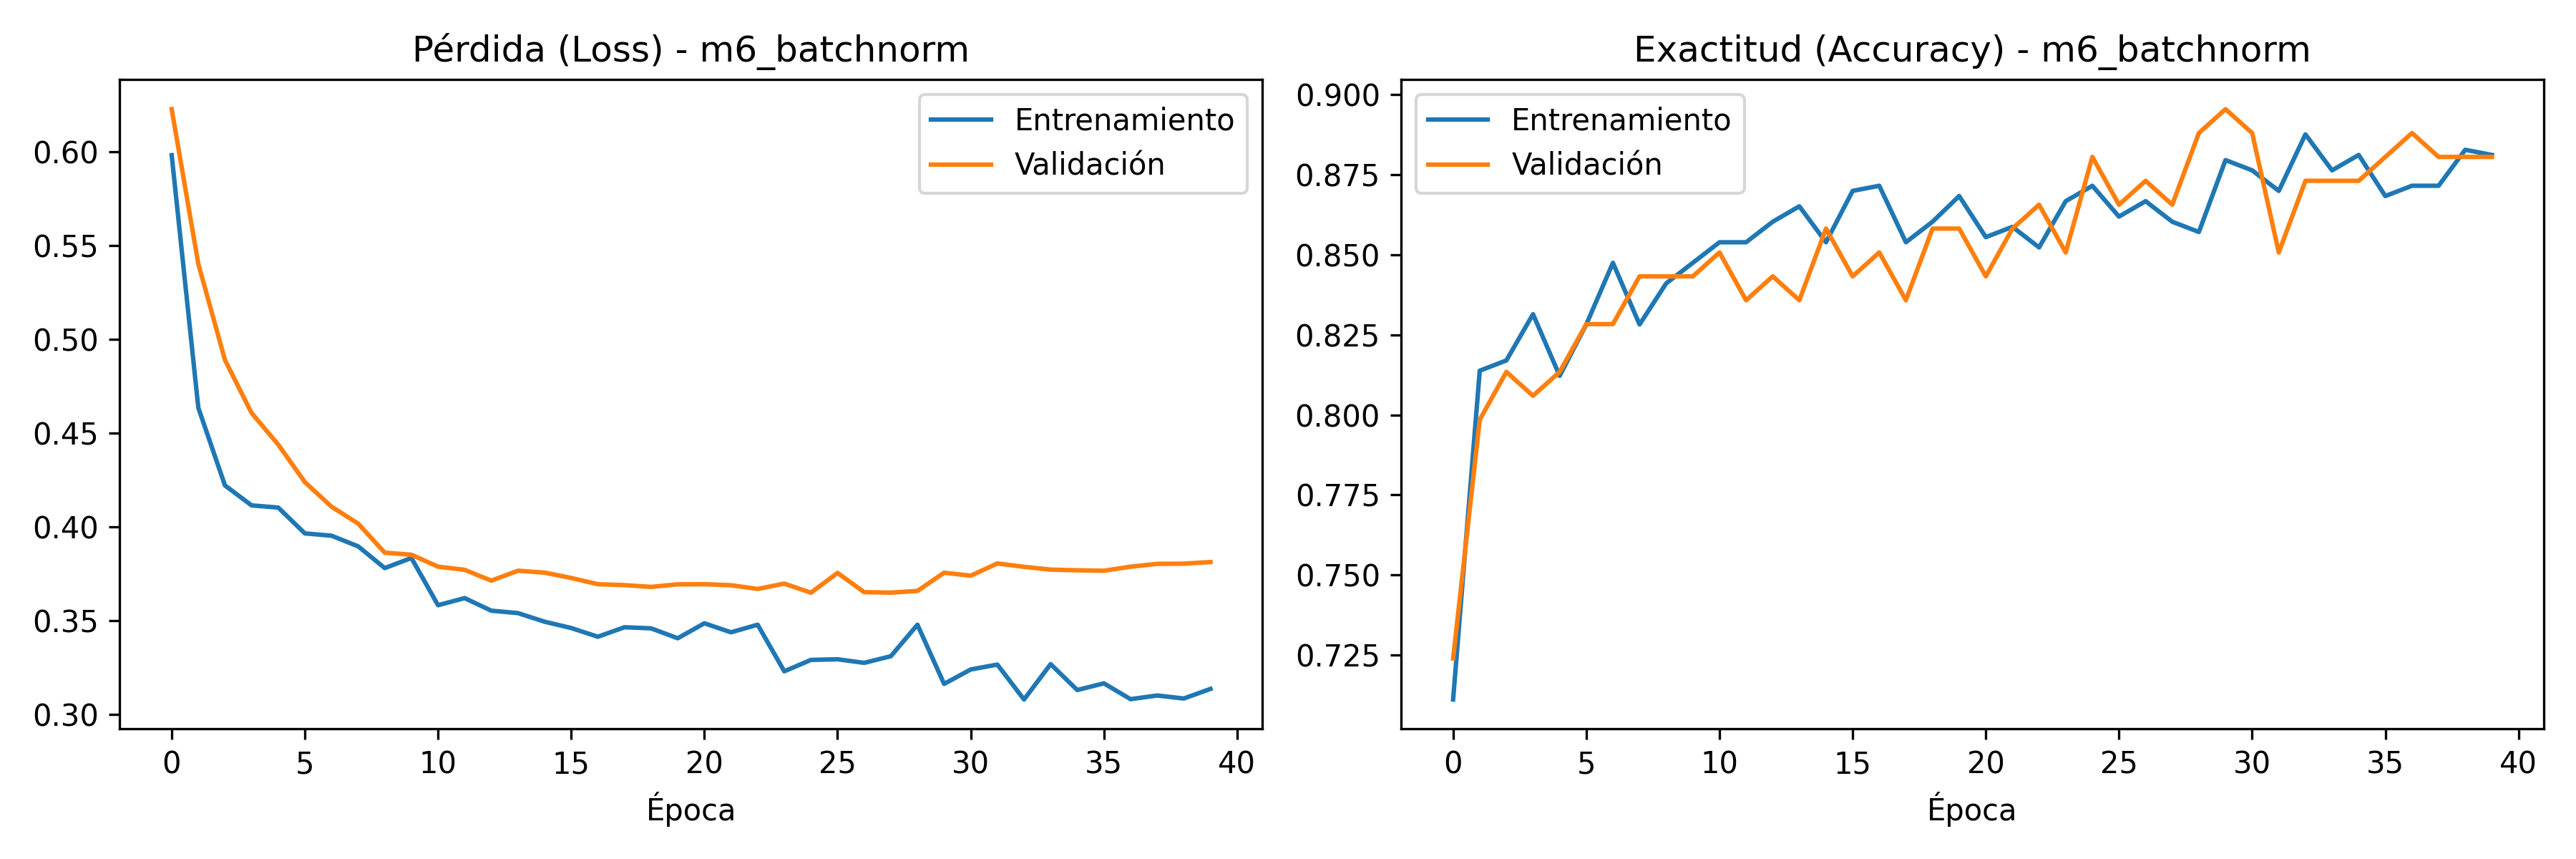 Pérdida (Loss) - m6_batchnorm
Entrenamiento
Validación
0.60
0.55
0.50
0.45
0.40
0.35
0.30
0 5 10 15 20 25 30 35 40
Época
Exactitud (Accuracy) - m6_batchnorm
Entrenamiento
Validación
0.900
0.875
0.850
0.825
0.800
0.775
0.750
0.725
0 5 10 15 20 25 30 35 40
Época